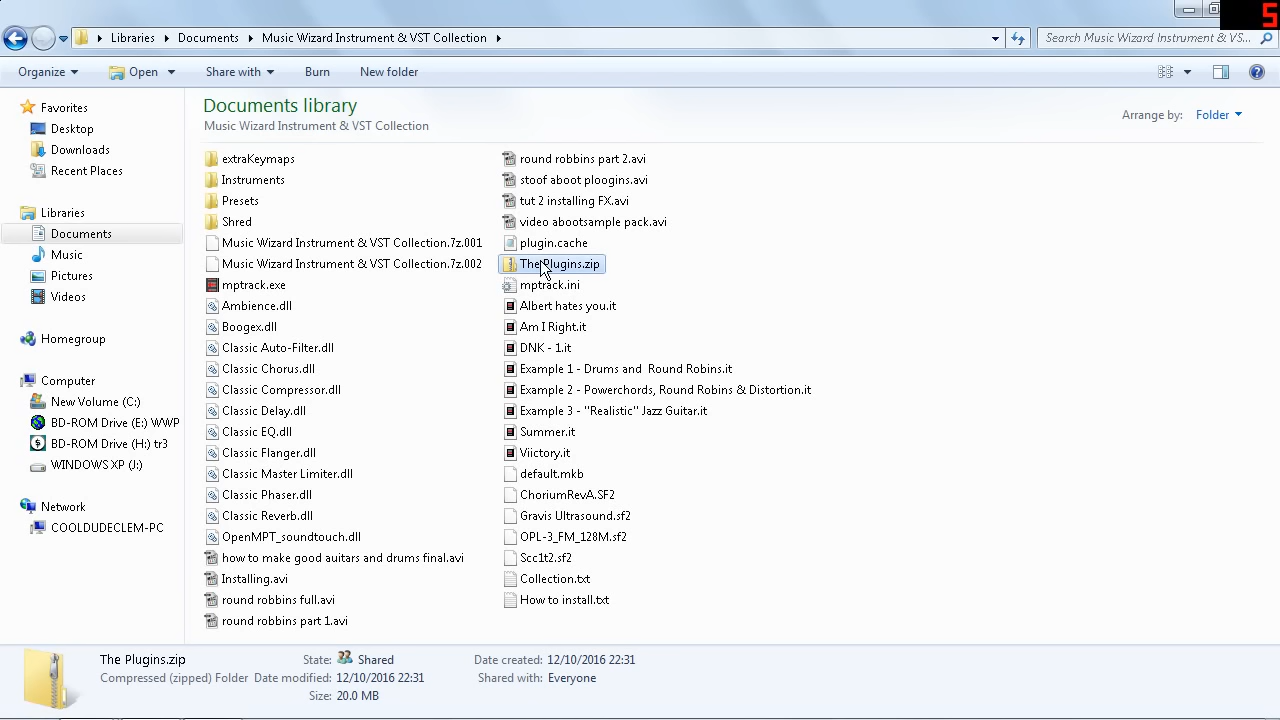 5
Libraries Documents Music Wizard Instrument & VST Collection
Search Music Wizard Instrument & VS...
Organize Open Share with Burn New folder
Favorites
Desktop
Downloads
Recent Places
Libraries
Documents
Music
Pictures
Videos
Homegroup
Computer
New Volume (C:)
BD-ROM Drive (E:) WWP
BD-ROM Drive (H:) tr3
WINDOWS XP (J:)
Network
COOLDUDECLEM-PC
Documents library
Music Wizard Instrument & VST Collection
Arrange by: Folder
extraKeymaps
Instruments
Presets
Shred
Music Wizard Instrument & VST Collection.7z.001
Music Wizard Instrument & VST Collection.7z.002
mptrack.exe
Ambience.dll
Boogex.dll
Classic Auto-Filter.dll
Classic Chorus.dll
Classic Compressor.dll
Classic Delay.dll
Classic EQ.dll
Classic Flanger.dll
Classic Master Limiter.dll
Classic Phaser.dll
Classic Reverb.dll
OpenMPT_soundtouch.dll
how to make good auitars and drums final.avi
Installing.avi
round robbins full.avi
round robbins part 1.avi
round robbins part 2.avi
stoof aboot ploogins.avi
tut 2 installing FX.avi
video abootsample pack.avi
plugin.cache
The Plugins.zip
mptrack.ini
Albert hates you.it
Am I Right.it
DNK - 1.it
Example 1 - Drums and  Round Robins.it
Example 2 - Powerchords, Round Robins & Distortion.it
Example 3 - "Realistic" Jazz Guitar.it
Summer.it
Viictory.it
default.mkb
ChoriumRevA.SF2
Gravis Ultrasound.sf2
OPL-3_FM_128M.sf2
Scc1t2.sf2
Collection.txt
How to install.txt
The Plugins.zip State: Shared Date created: 12/10/2016 22:31
Compressed (zipped) Folder Date modified: 12/10/2016 22:31 Shared with: Everyone
Size: 20.0 MB